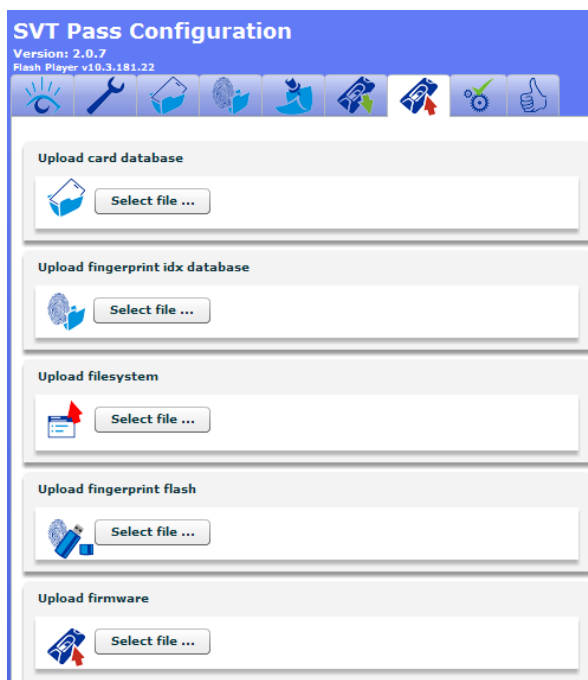 SVT Pass Configuration
Version: 2.0.7
Flash Player v10.3.181.22
Upload card database
Select file ...
Upload fingerprint idx database
Select file ...
Upload filesystem
Select file ...
Upload fingerprint flash
Select file ...
Upload firmware
Select file ...